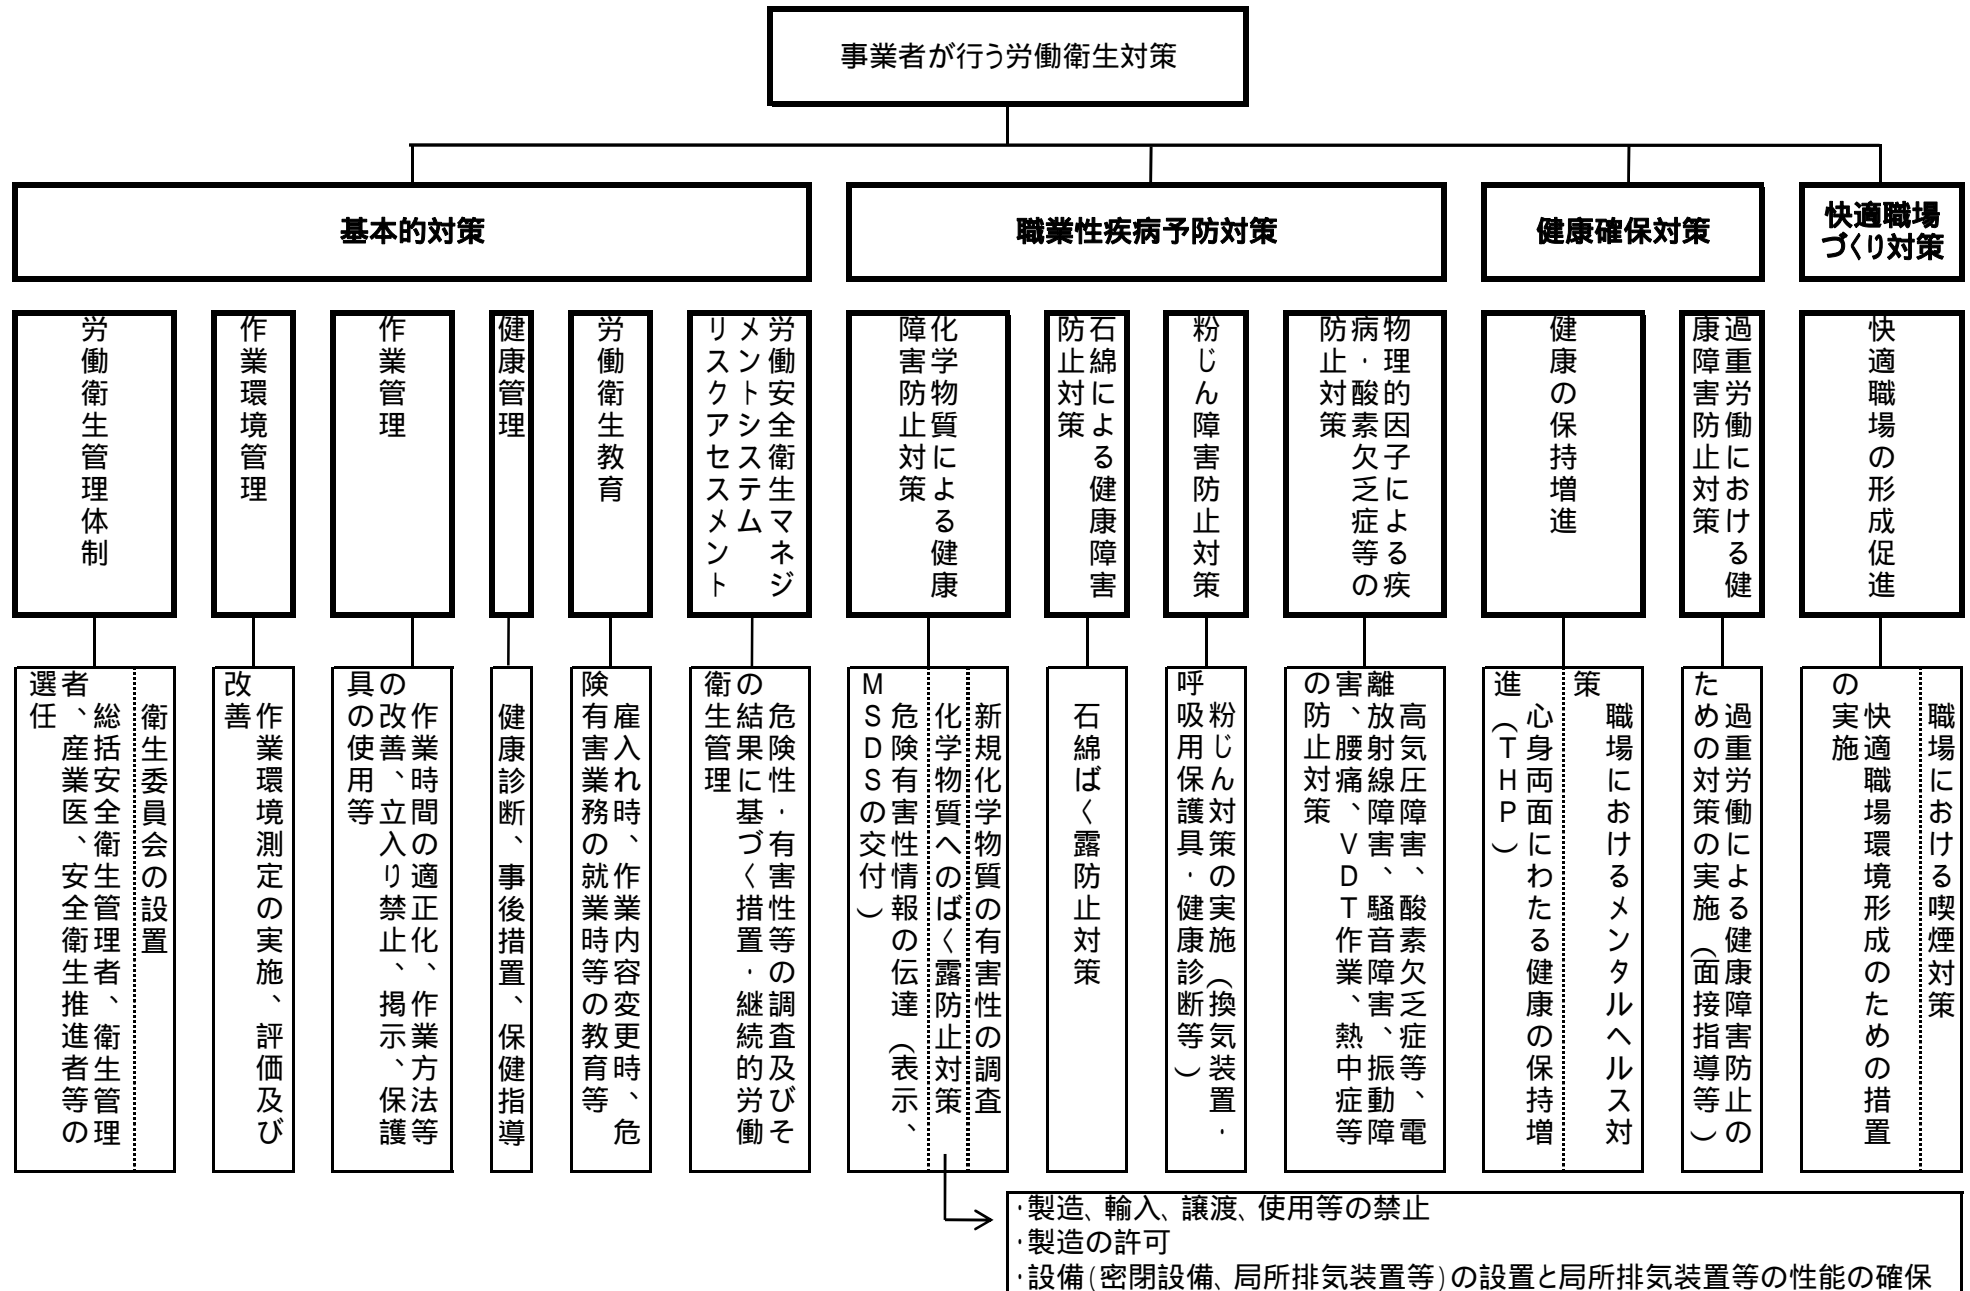 事業者が行う労働衛生対策
基本的対策
職業性疾病予防対策
健康確保対策
快適職場
づくり対策
労働衛生管理体制
作業環境管理
作業管理
健康管理
労働衛生教育
労働安全衛生マネジ
メントシステム
リスクアセスメント
化学物質による健康
障害防止対策
石綿による健康障害
防止対策
粉じん障害防止対策
物理的因子による疾
病・酸素欠乏症等の
防止対策
健康の保持増進
過重労働における健
康障害防止対策
快適職場の形成促進
衛生委員会の設置
総括安全衛生管理者、衛生管理
者、産業医、安全衛生推進者等の
選任
作業環境測定の実施、評価及び
改善
作業時間の適正化、作業方法等
の改善、立入り禁止、掲示、保護
具の使用等
健康診断、事後措置、保健指導
雇入れ時、作業内容変更時、危
険有害業務の就業時等の教育等
危険性・有害性等の調査及びそ
の結果に基づく措置・継続的労働
衛生管理
新規化学物質の有害性の調査
化学物質へのばく露防止対策
危険有害性情報の伝達(表示、
MSDSの交付)
石綿ばく露防止対策
粉じん対策の実施(換気装置・
呼吸用保護具・健康診断等)
高気圧障害、酸素欠乏症等、電
離放射線障害、騒音障害、振動障
害、腰痛、VDT作業、熱中症等
の防止対策
職場におけるメンタルヘルス対
策
心身両面にわたる健康の保持増
進(THP)
過重労働による健康障害防止の
ための対策の実施(面接指導等)
職場における喫煙対策
快適職場環境形成のための措置
の実施
・製造、輸入、譲渡、使用等の禁止
・製造の許可
・設備(密閉設備、局所排気装置等)の設置と局所排気装置等の性能の確保